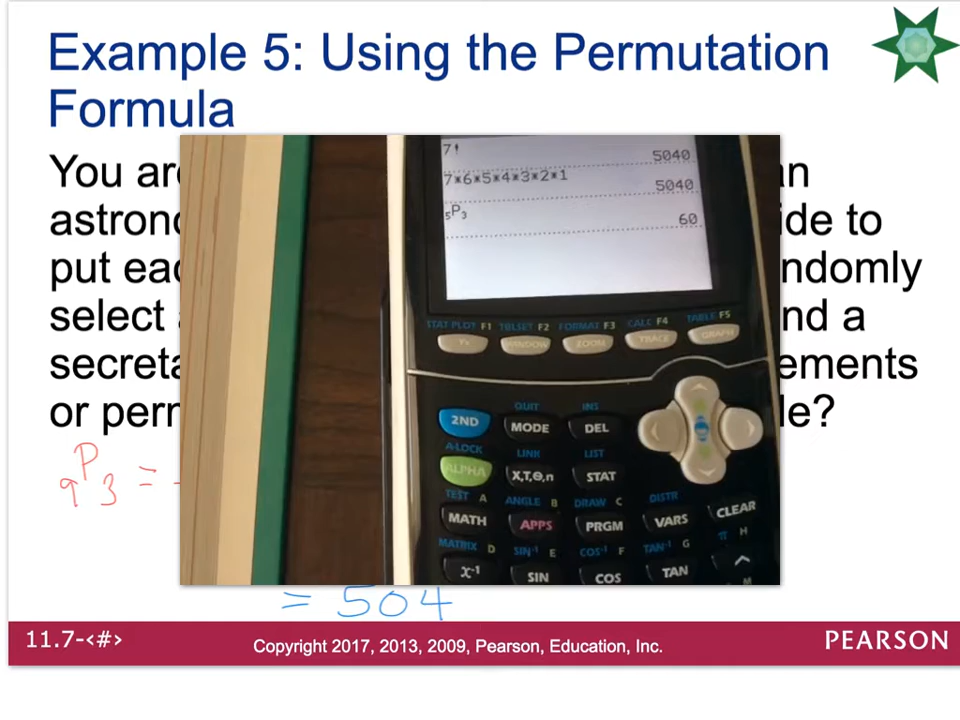 Example 5: Using the Permutation
Formula
You are an
astrono ide to
put eac ndomly
select nd a
secreta ements
or perm le?
9P3 =
= 504
7!
5040
7*6*5*4*3*2*1
5040
5P3
60
STAT PLOT F1 TBLSET F2 FORMAT F3 CALC F4 TABLE F5
Y= WINDOW ZOOM TRACE GRAPH
QUIT INS
2ND MODE DEL
A-LOCK LINK LIST
ALPHA X,T,Θ,n STAT
TEST A ANGLE B DRAW C DISTR
MATH APPS PRGM VARS CLEAR
MATRIX D SIN⁻¹ E COS⁻¹ F TAN⁻¹ G π H
x⁻¹ SIN COS TAN ^
M
11.7-<#>
Copyright 2017, 2013, 2009, Pearson, Education, Inc.
PEARSON